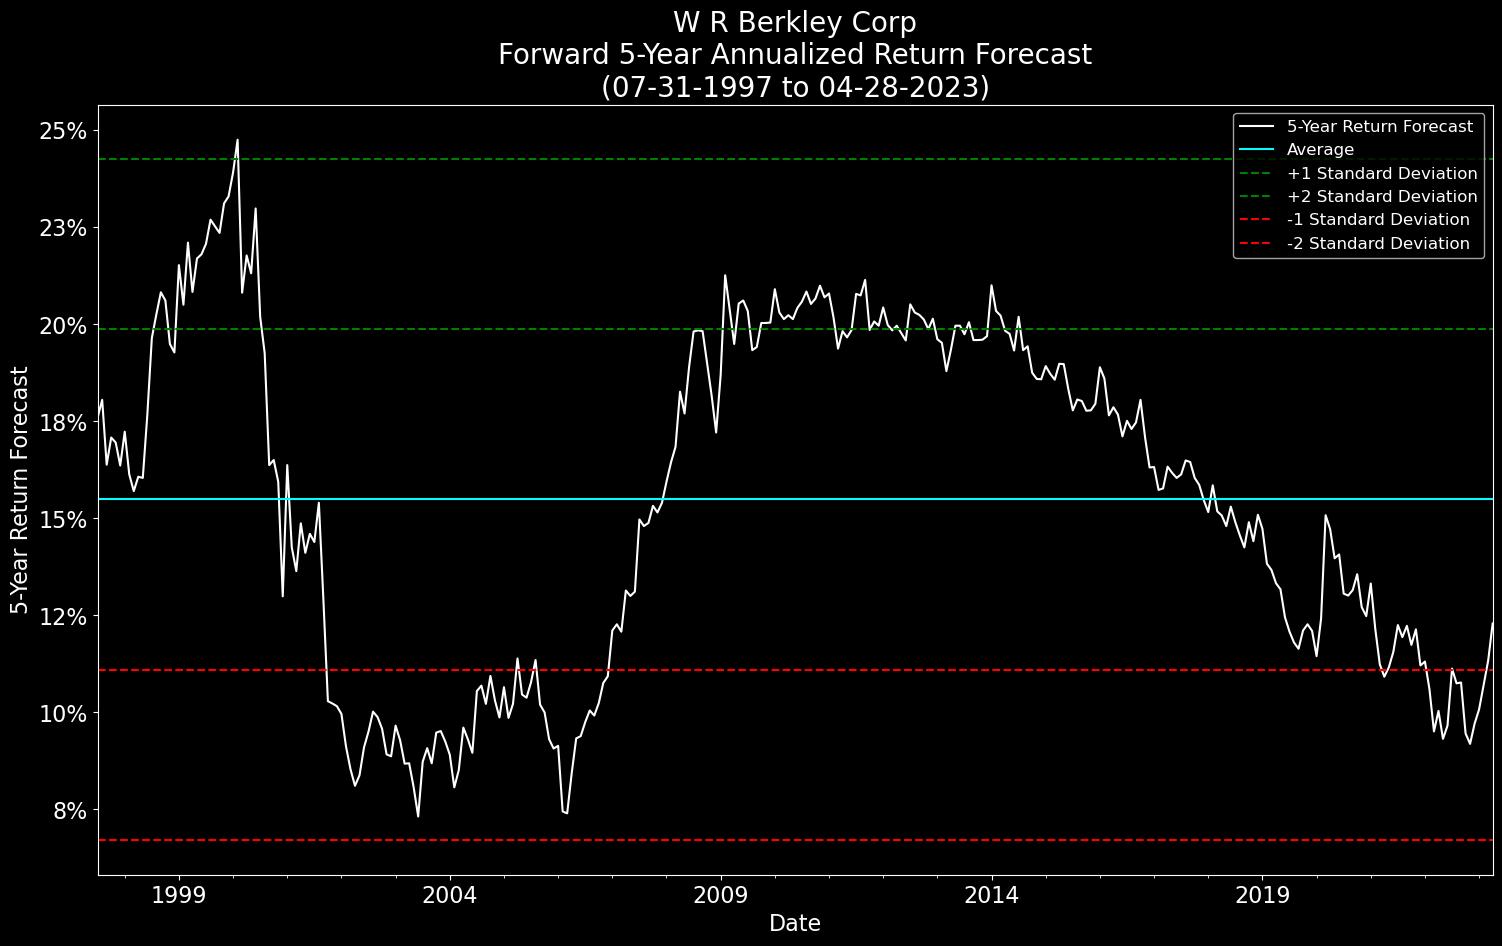 W R Berkley Corp
Forward 5-Year Annualized Return Forecast
(07-31-1997 to 04-28-2023)
5-Year Return Forecast
Average
+1 Standard Deviation
+2 Standard Deviation
-1 Standard Deviation
-2 Standard Deviation
25%
23%
20%
18%
15%
12%
10%
8%
5-Year Return Forecast
1999 2004 2009 2014 2019
Date